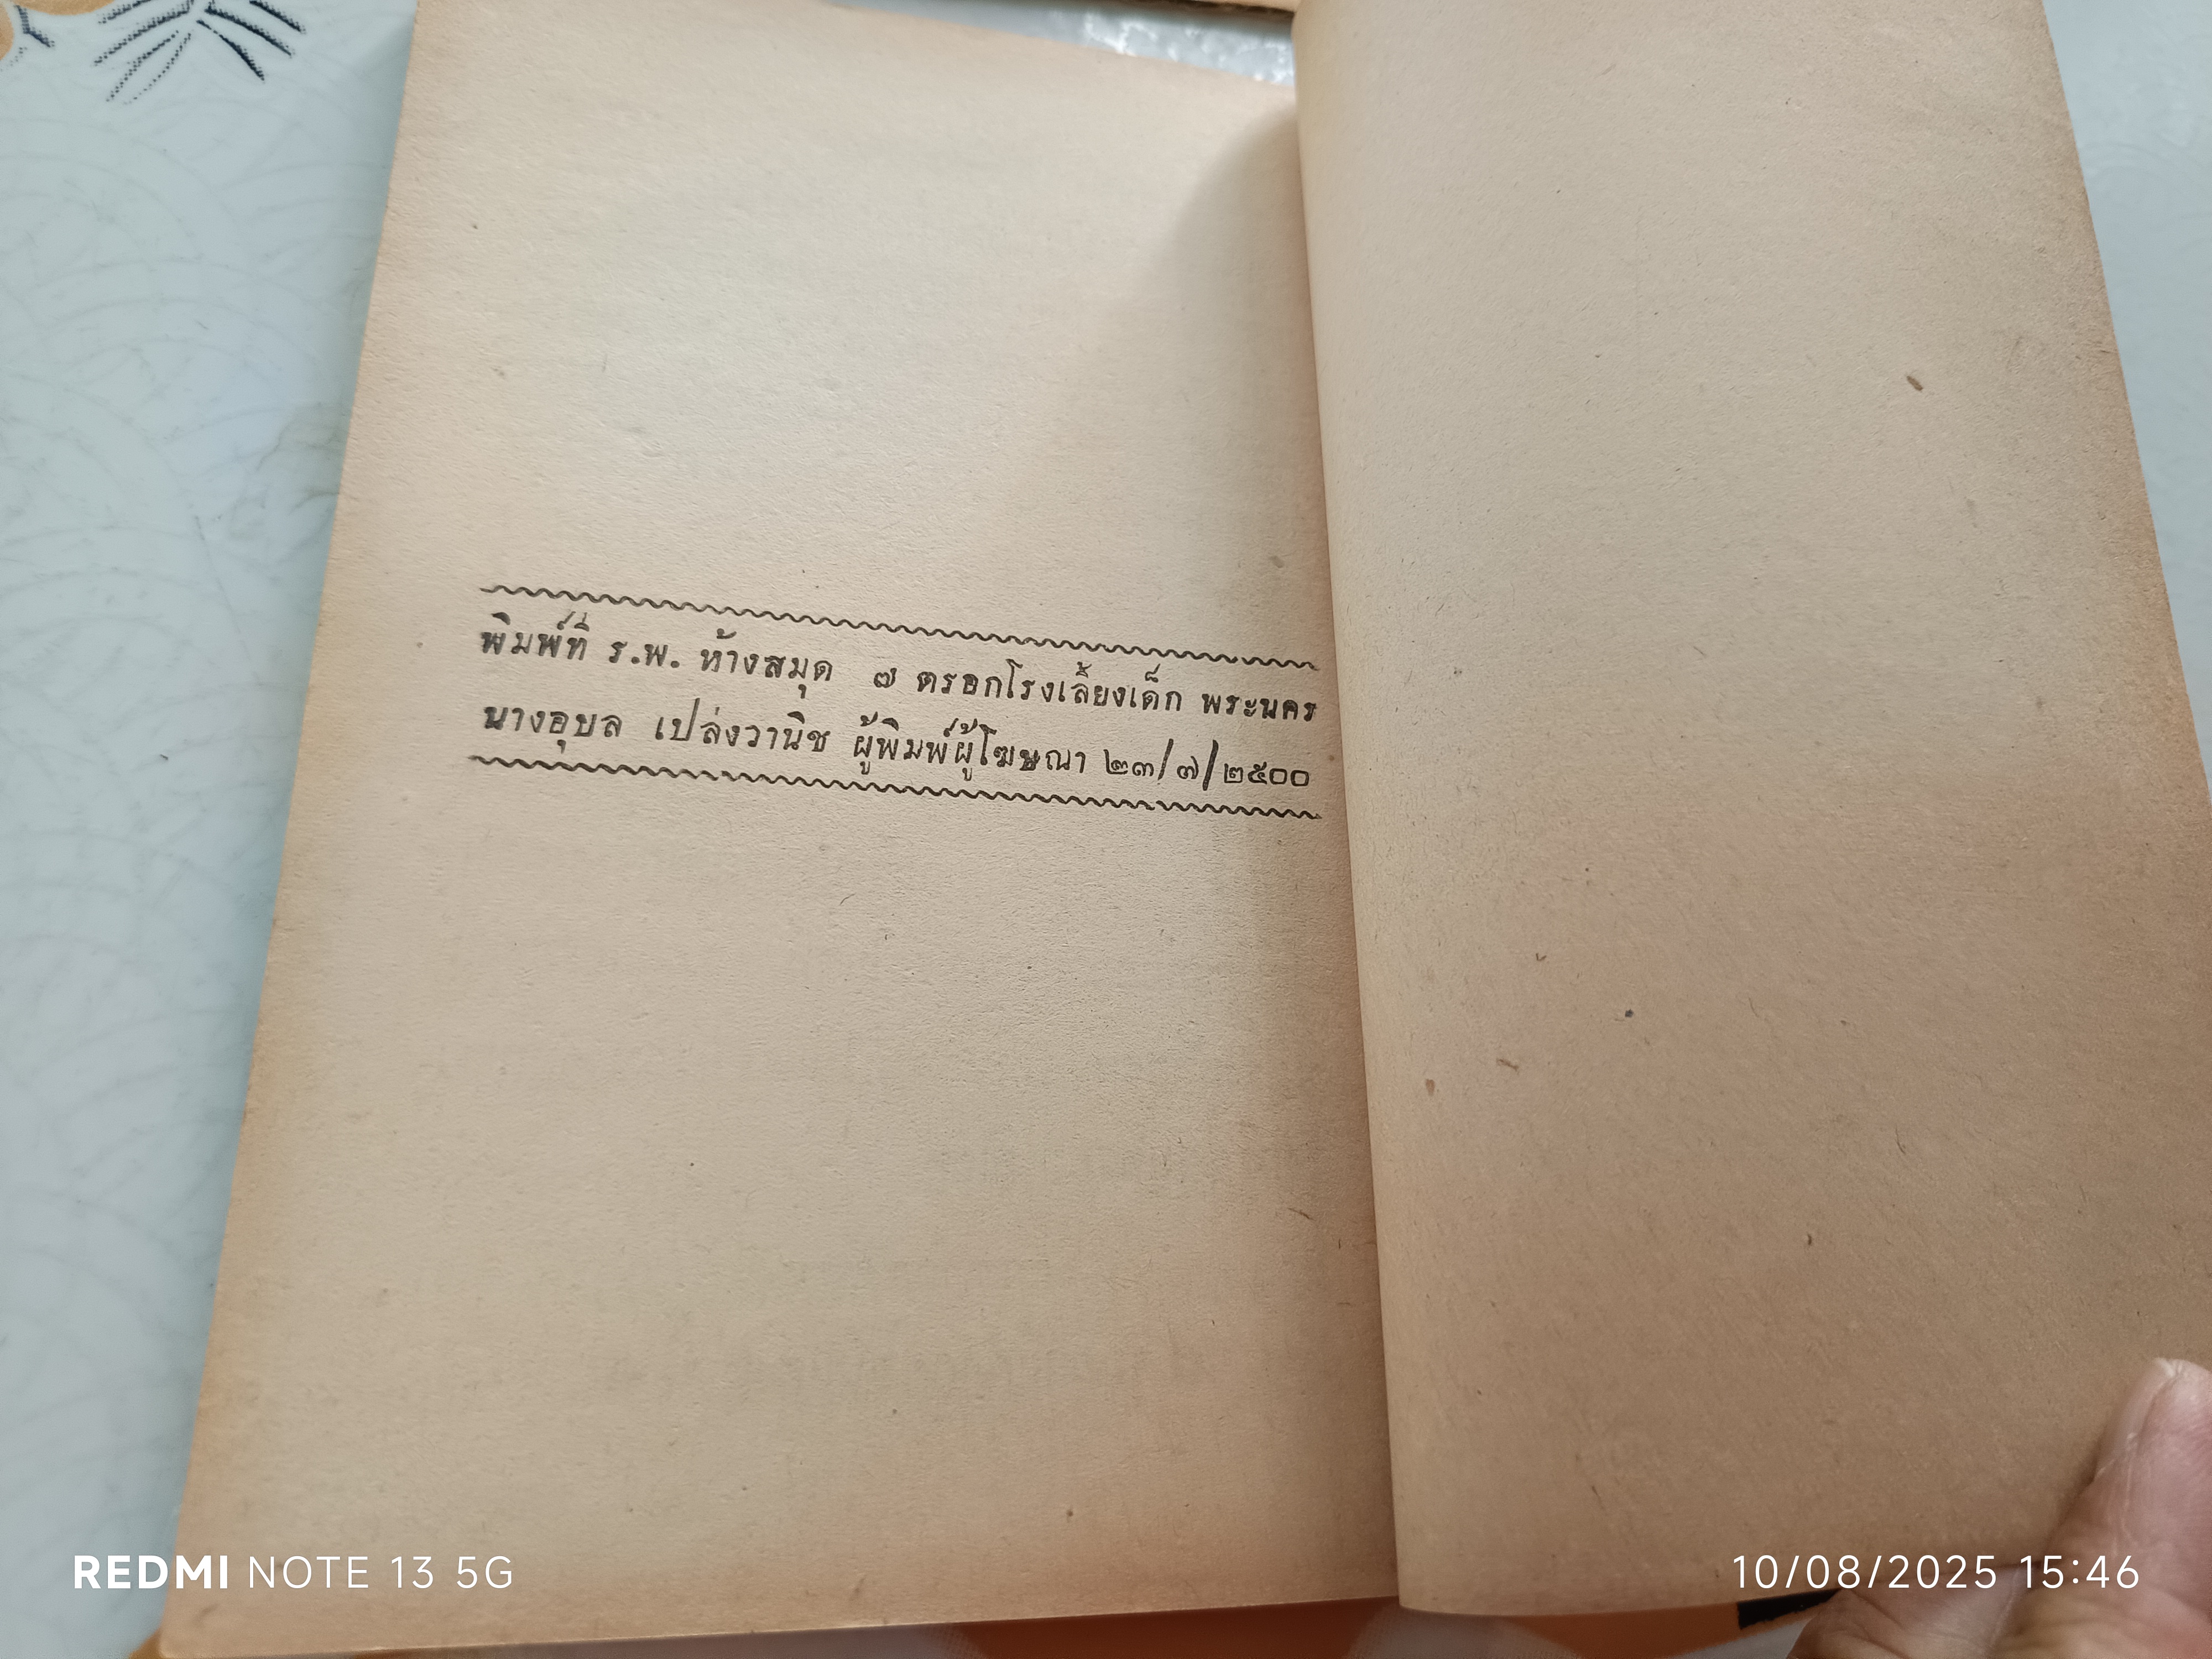 พิมพ์ที่ ร.พ. ห้างสมุด ๗ ตรอกโรงเลี้ยงเด็ก พระนคร
นางอุบล เปล่งวานิช ผู้พิมพ์ผู้โฆษณา ๒๓/๗/๒๕๐๐
REDMI NOTE 13 5G
10/08/2025 15:46